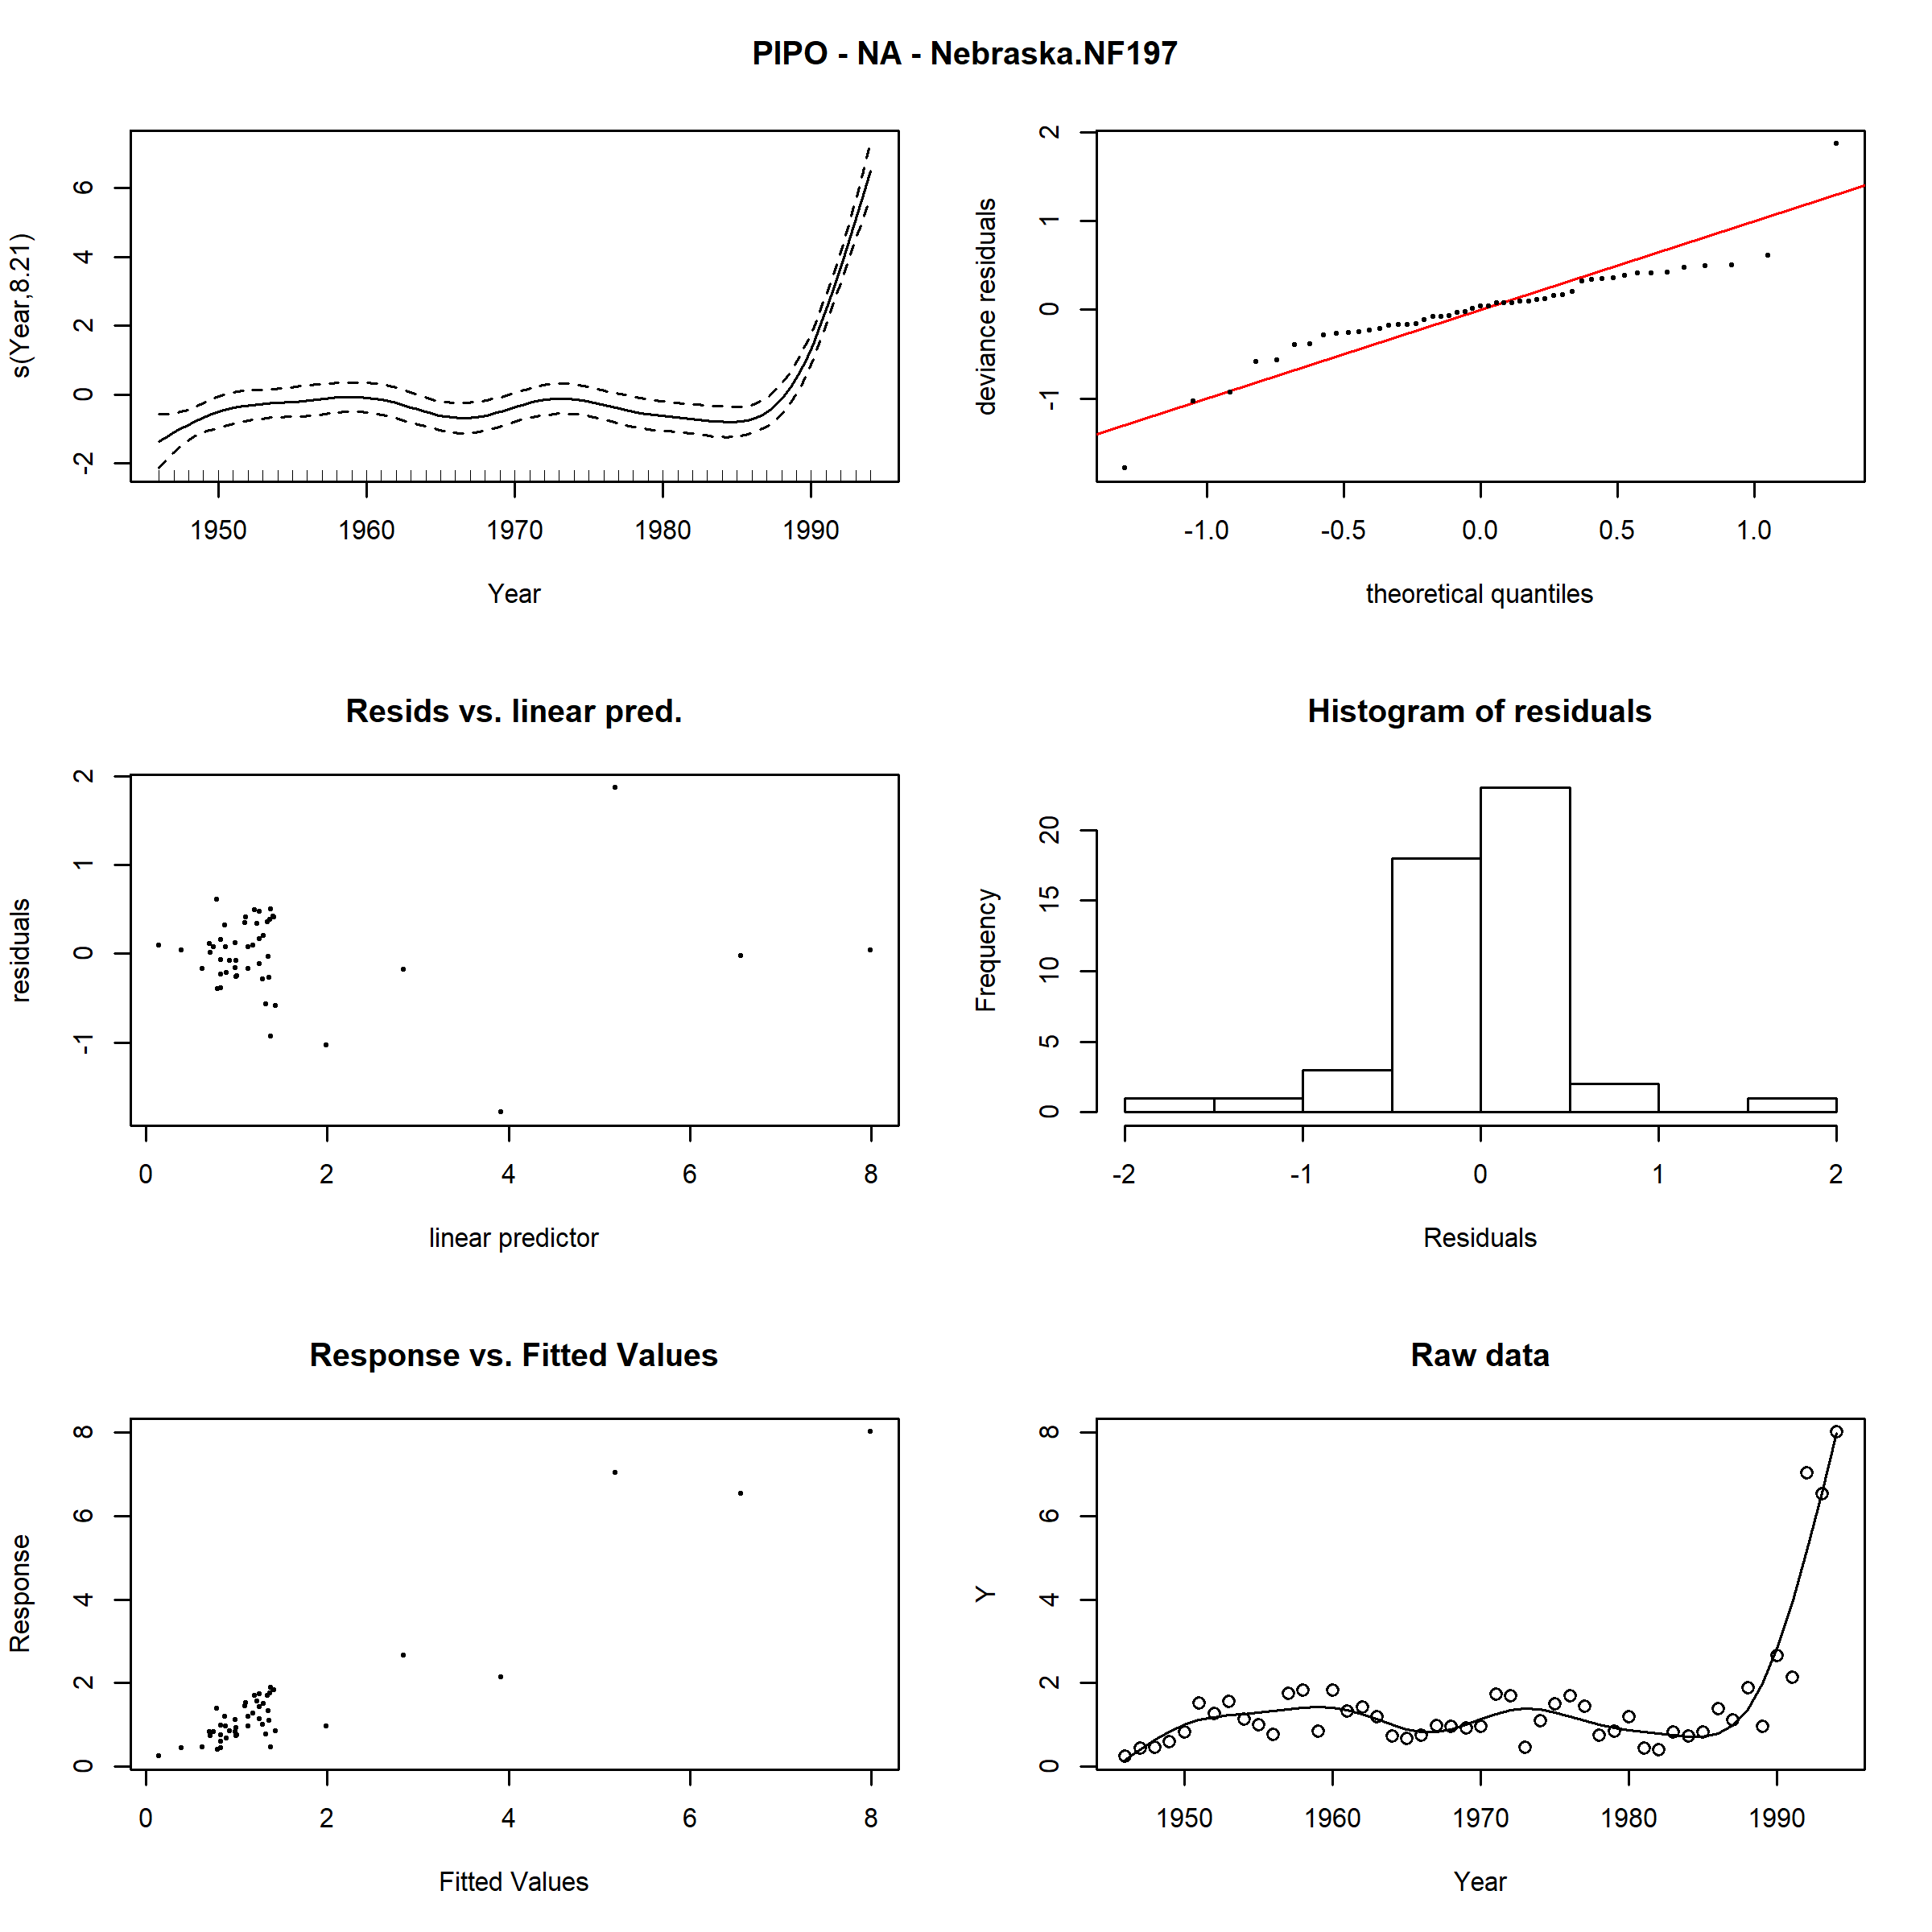 PIPO - NA - Nebraska.NF197
s(Year,8.21)
6
4
2
0
-2
1950 1960 1970 1980 1990
Year
deviance residuals
2
1
0
-1
-1.0 -0.5 0.0 0.5 1.0
theoretical quantiles
Resids vs. linear pred.
residuals
2
1
0
-1
0 2 4 6 8
linear predictor
Histogram of residuals
Frequency
20
15
10
5
0
-2 -1 0 1 2
Residuals
Response vs. Fitted Values
Response
8
6
4
2
0
0 2 4 6 8
Fitted Values
Raw data
Y
8
6
4
2
0
1950 1960 1970 1980 1990
Year